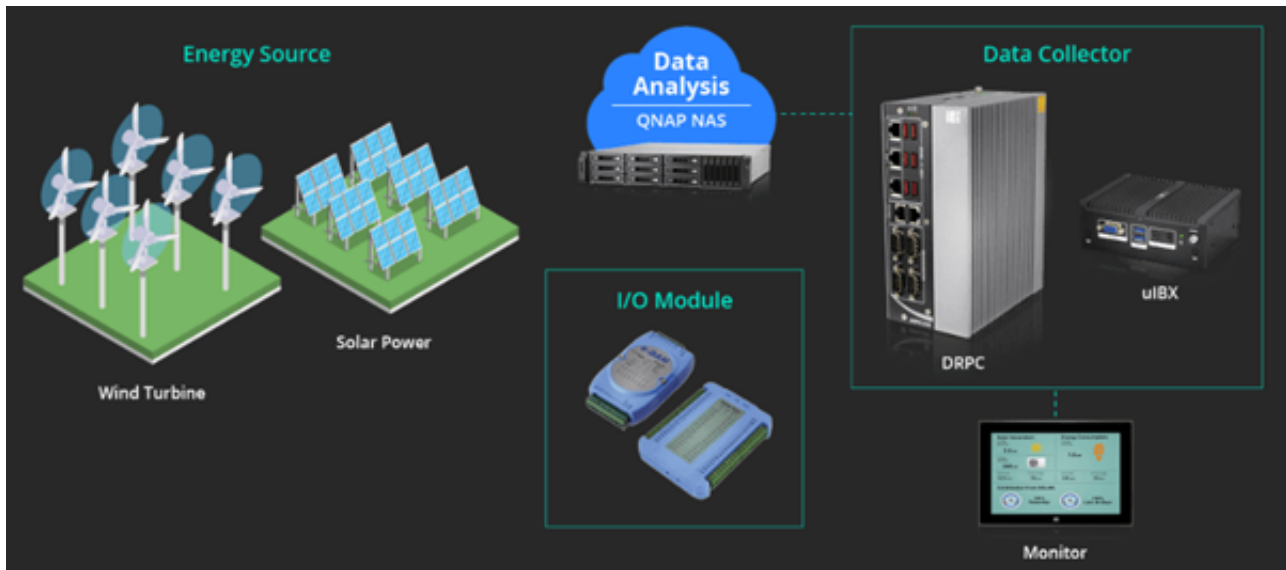 Energy Source
Wind Turbine
Solar Power
Data
Analysis
QNAP NAS
I/O Module
Data Collector
DRPC
uIBX
Monitor